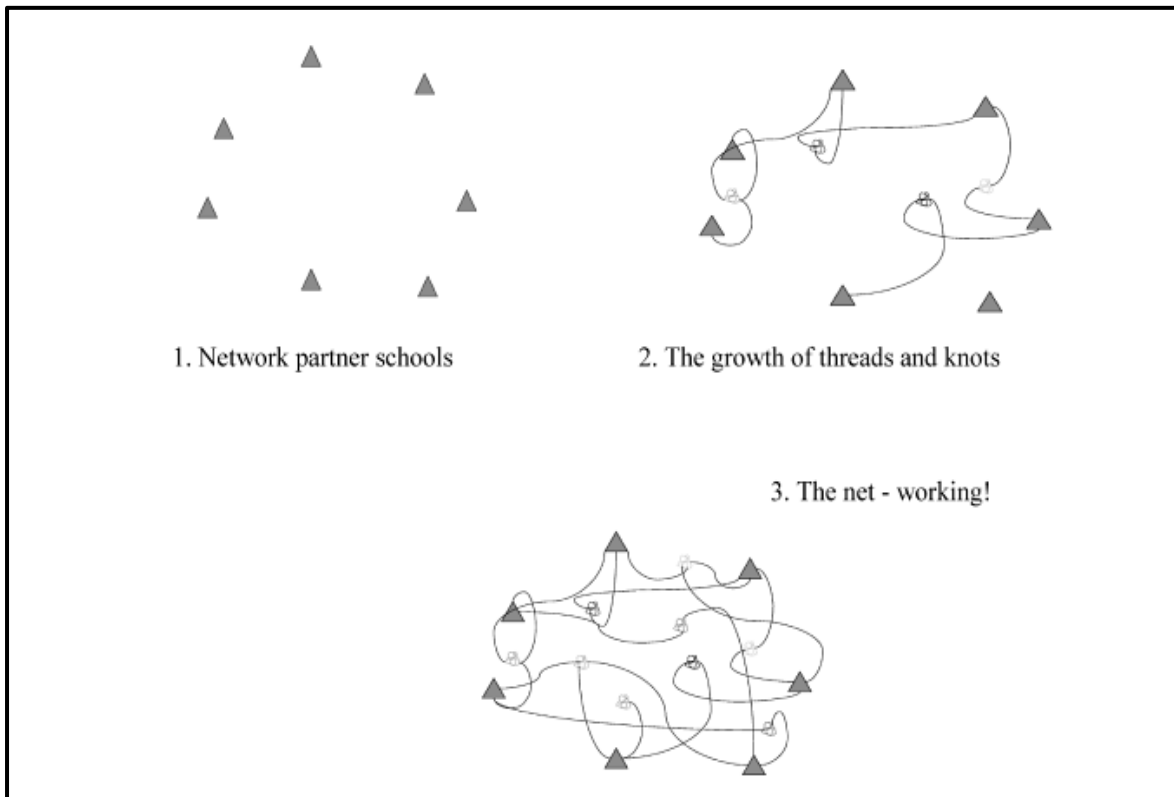 1. Network partner schools
2. The growth of threads and knots
3. The net - working!